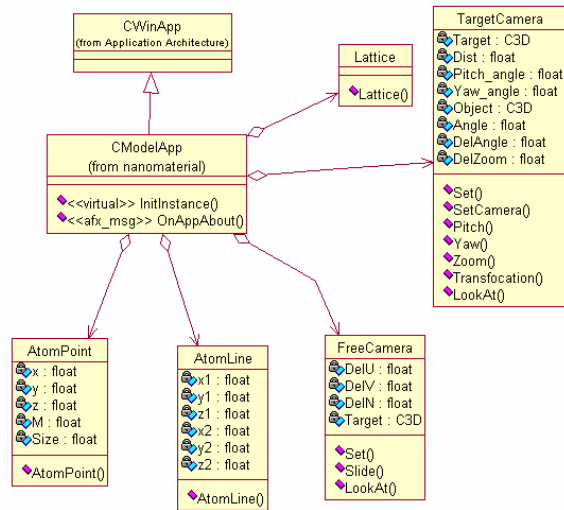 CWinApp
(from Application Architecture)
CModelApp
(from nanomaterial)
<<virtual>> InitInstance()
<<afx_msg>> OnAppAbout()
Lattice
Lattice()
TargetCamera
Target : C3D
Dist : float
Pitch_angle : float
Yaw_angle : float
Object : C3D
Angle : float
DelAngle : float
DelZoom : float
Set()
SetCamera()
Pitch()
Yaw()
Zoom()
Transfocation()
LookAt()
AtomPoint
x : float
y : float
z : float
M : float
Size : float
AtomPoint()
AtomLine
x1 : float
y1 : float
z1 : float
x2 : float
y2 : float
z2 : float
AtomLine()
FreeCamera
DelU : float
DelV : float
DelN : float
Target : C3D
Set()
Slide()
LookAt()